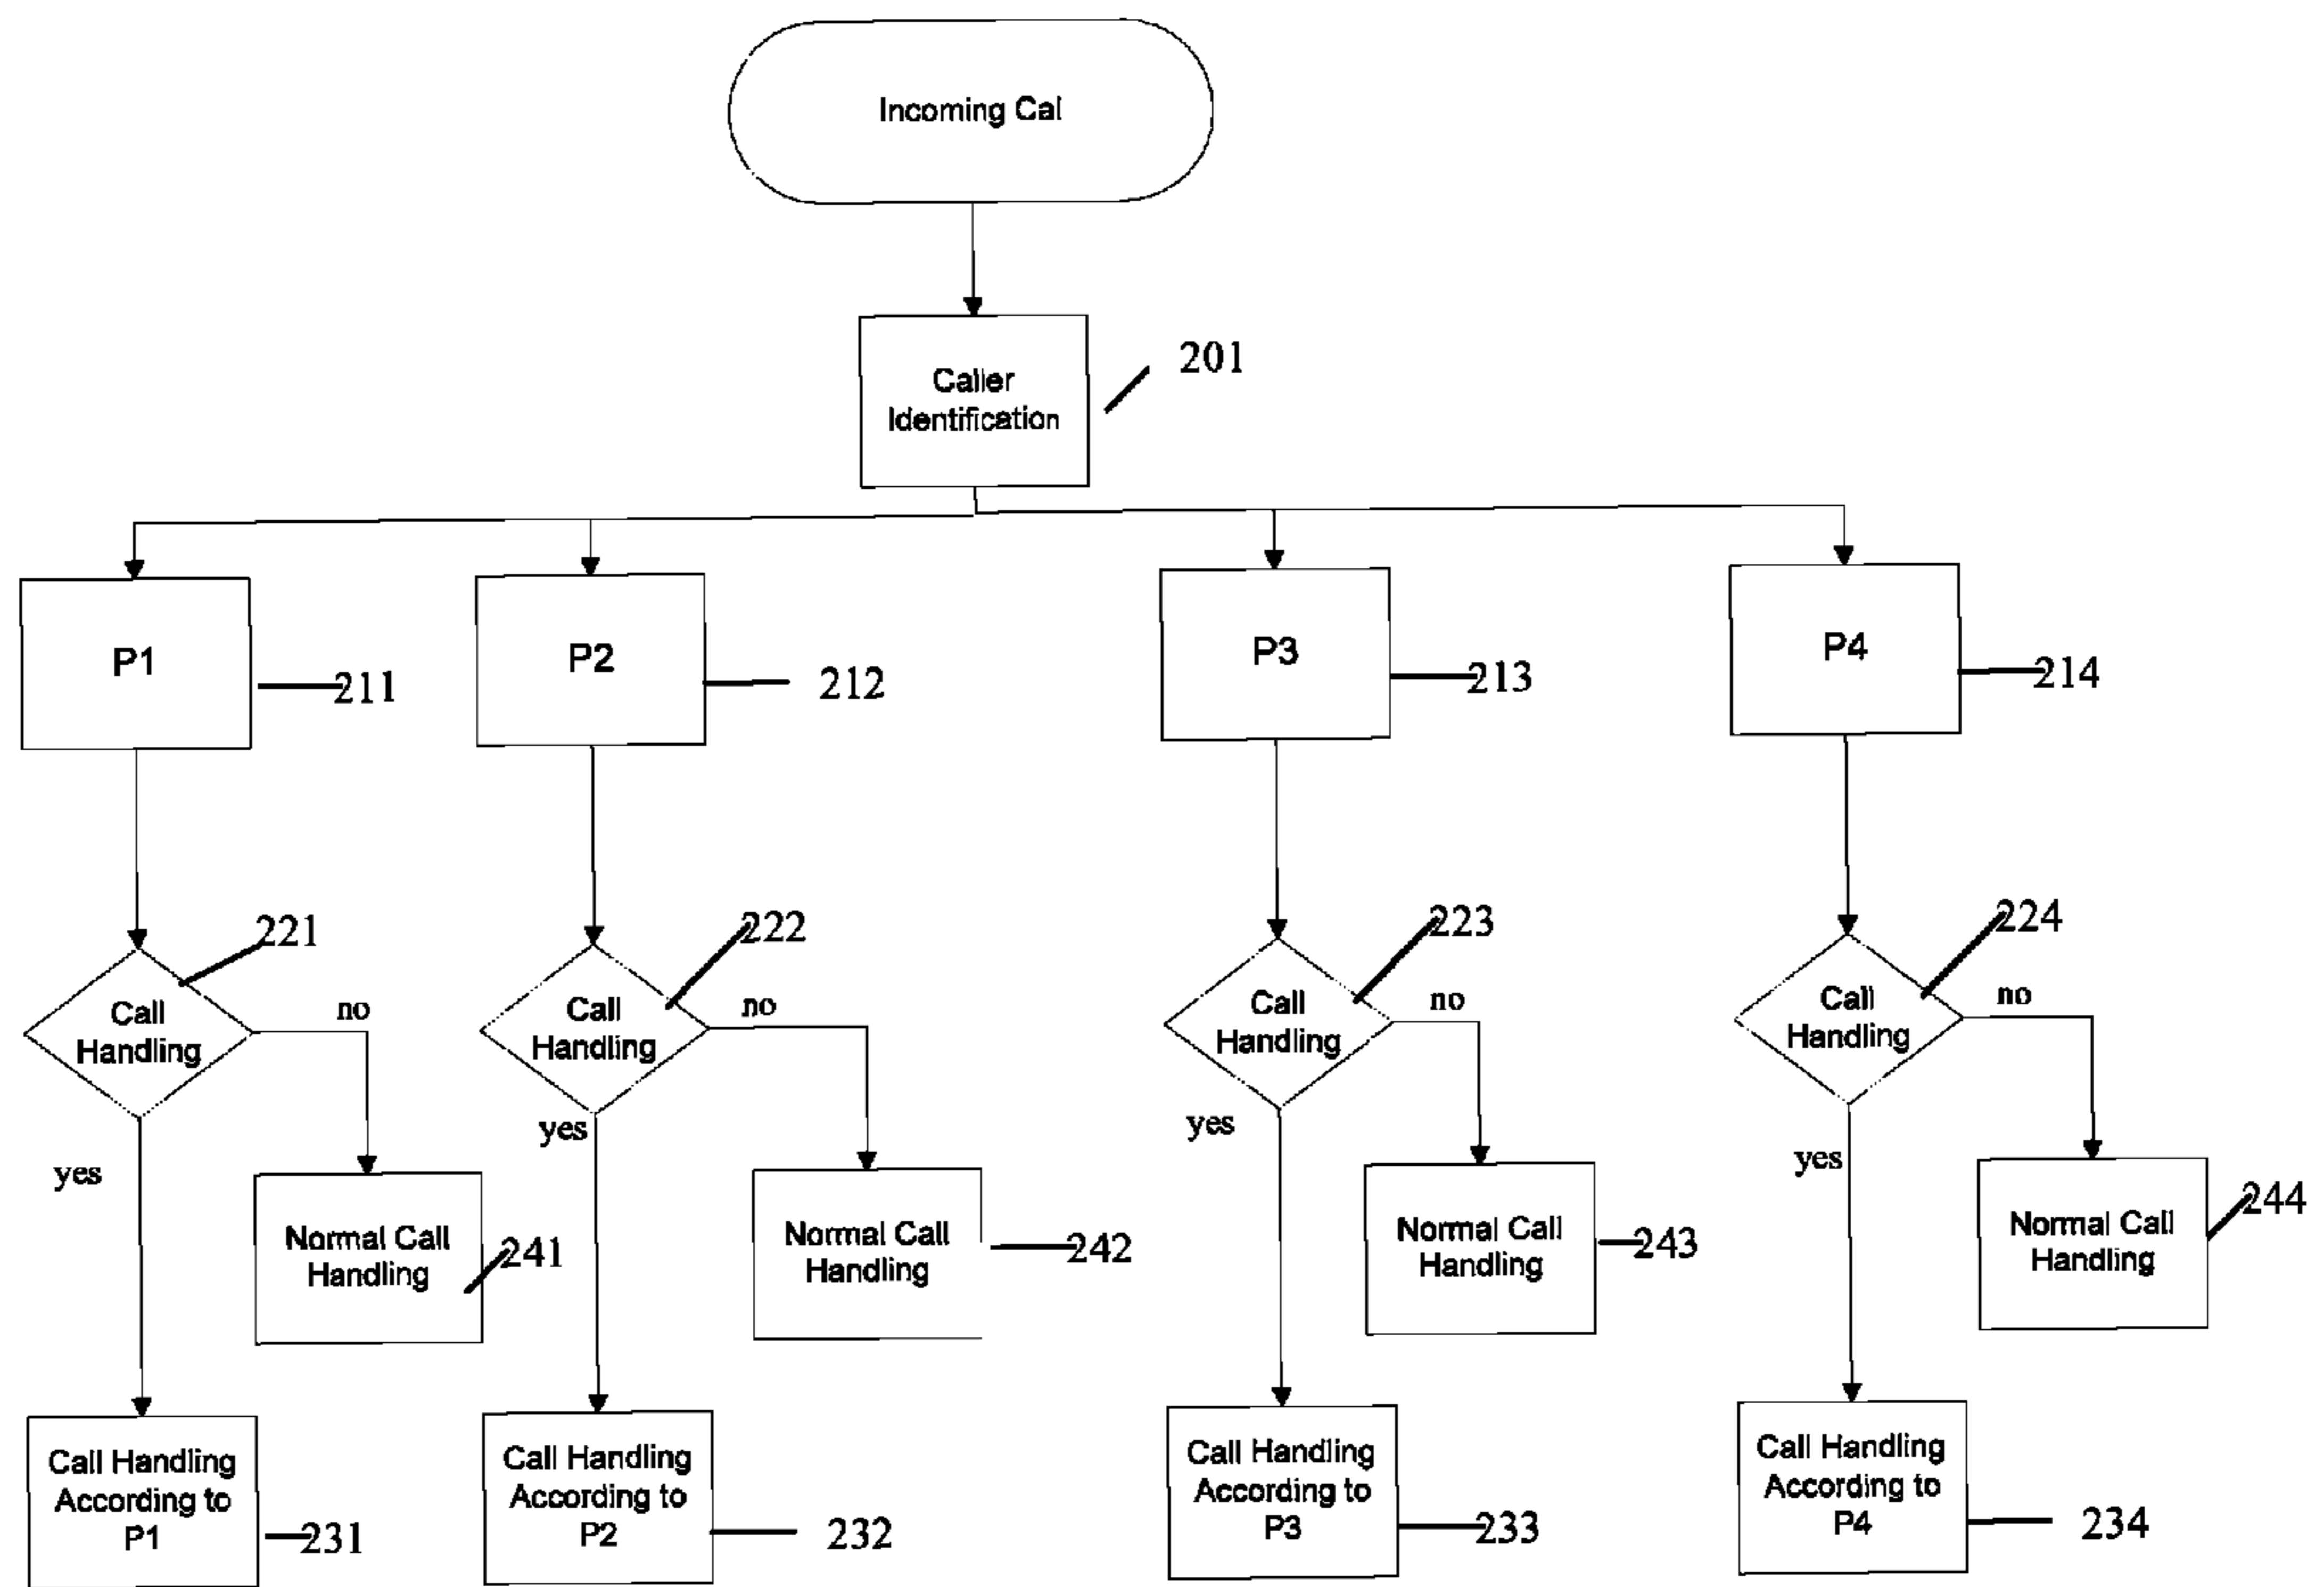 Incoming Cal
Caller
Identification
201
P1
211
P2
212
P3
213
P4
214
221
222
223
224
Call
Handling
no
yes
Call
Handling
no
yes
Call
Handling
no
yes
Call
Handling
no
yes
Normal Call
Handling
241
Normal Call
Handling
242
Normal Call
Handling
243
Normal Call
Handling
244
Call Handling
According to
P1
231
Call Handling
According to
P2
232
Call Handling
According to
P3
233
Call Handling
According to
P4
234